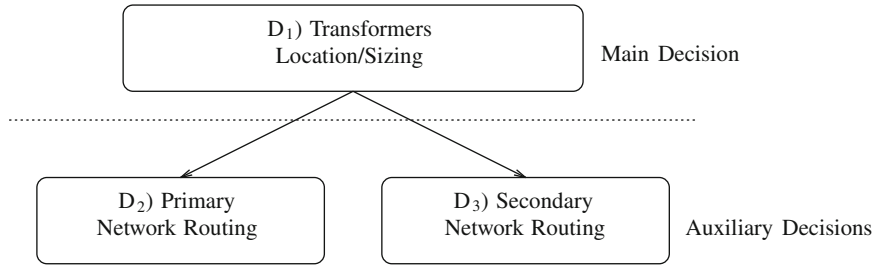 D₁) Transformers
Location/Sizing
Main Decision
D₂) Primary
Network Routing
D₃) Secondary
Network Routing
Auxiliary Decisions